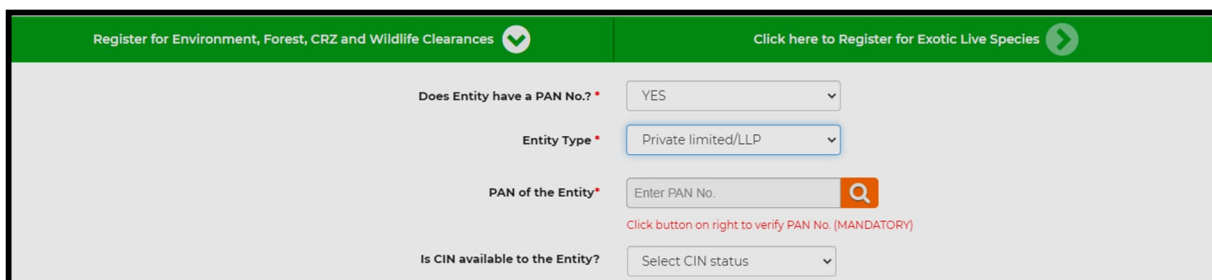 Register for Environment, Forest, CRZ and Wildlife Clearances
Click here to Register for Exotic Live Species
Does Entity have a PAN No.? * YES
Entity Type * Private limited/LLP
PAN of the Entity* Enter PAN No.
Click button on right to verify PAN No. (MANDATORY)
Is CIN available to the Entity? Select CIN status